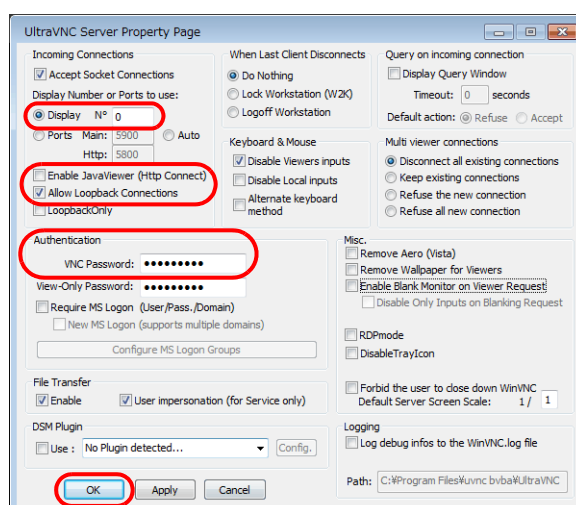 UltraVNC Server Property Page
Incoming Connections
Accept Socket Connections
Display Number or Ports to use:
Display N° 0
Ports Main: 5900 Auto
Http: 5800
Enable JavaViewer (Http Connect)
Allow Loopback Connections
LoopbackOnly
When Last Client Disconnects
Do Nothing
Lock Workstation (W2K)
Logoff Workstation
Keyboard & Mouse
Disable Viewers inputs
Disable Local inputs
Alternate keyboard
method
Query on incoming connection
Display Query Window
Timeout: 0 seconds
Default action: Refuse Accept
Multi viewer connections
Disconnect all existing connections
Keep existing connections
Refuse the new connection
Refuse all new connection
Authentication
VNC Password: •••••••••
View-Only Password: •••••••••
Require MS Logon (User/Pass./Domain)
New MS Logon (supports multiple domains)
Configure MS Logon Groups
Misc.
Remove Aero (Vista)
Remove Wallpaper for Viewers
Enable Blank Monitor on Viewer Request
Disable Only Inputs on Blanking Request
RDPmode
DisableTrayIcon
Forbid the user to close down WinVNC
Default Server Screen Scale: 1 / 1
File Transfer
Enable User impersonation (for Service only)
DSM Plugin
Use : No Plugin detected... Config.
Logging
Log debug infos to the WinVNC.log file
Path: C:¥Program Files¥uvnc bvba¥UltraVNC
OK Apply Cancel